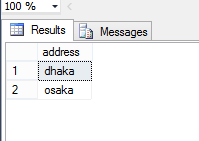 100 %
Results Messages
address
1 dhaka
2 osaka